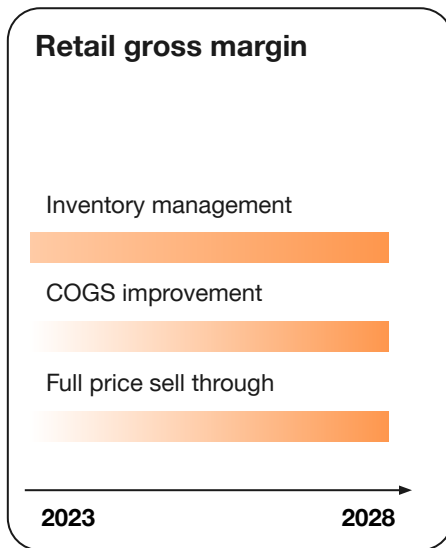 Retail gross margin
Inventory management
COGS improvement
Full price sell through
2023 2028